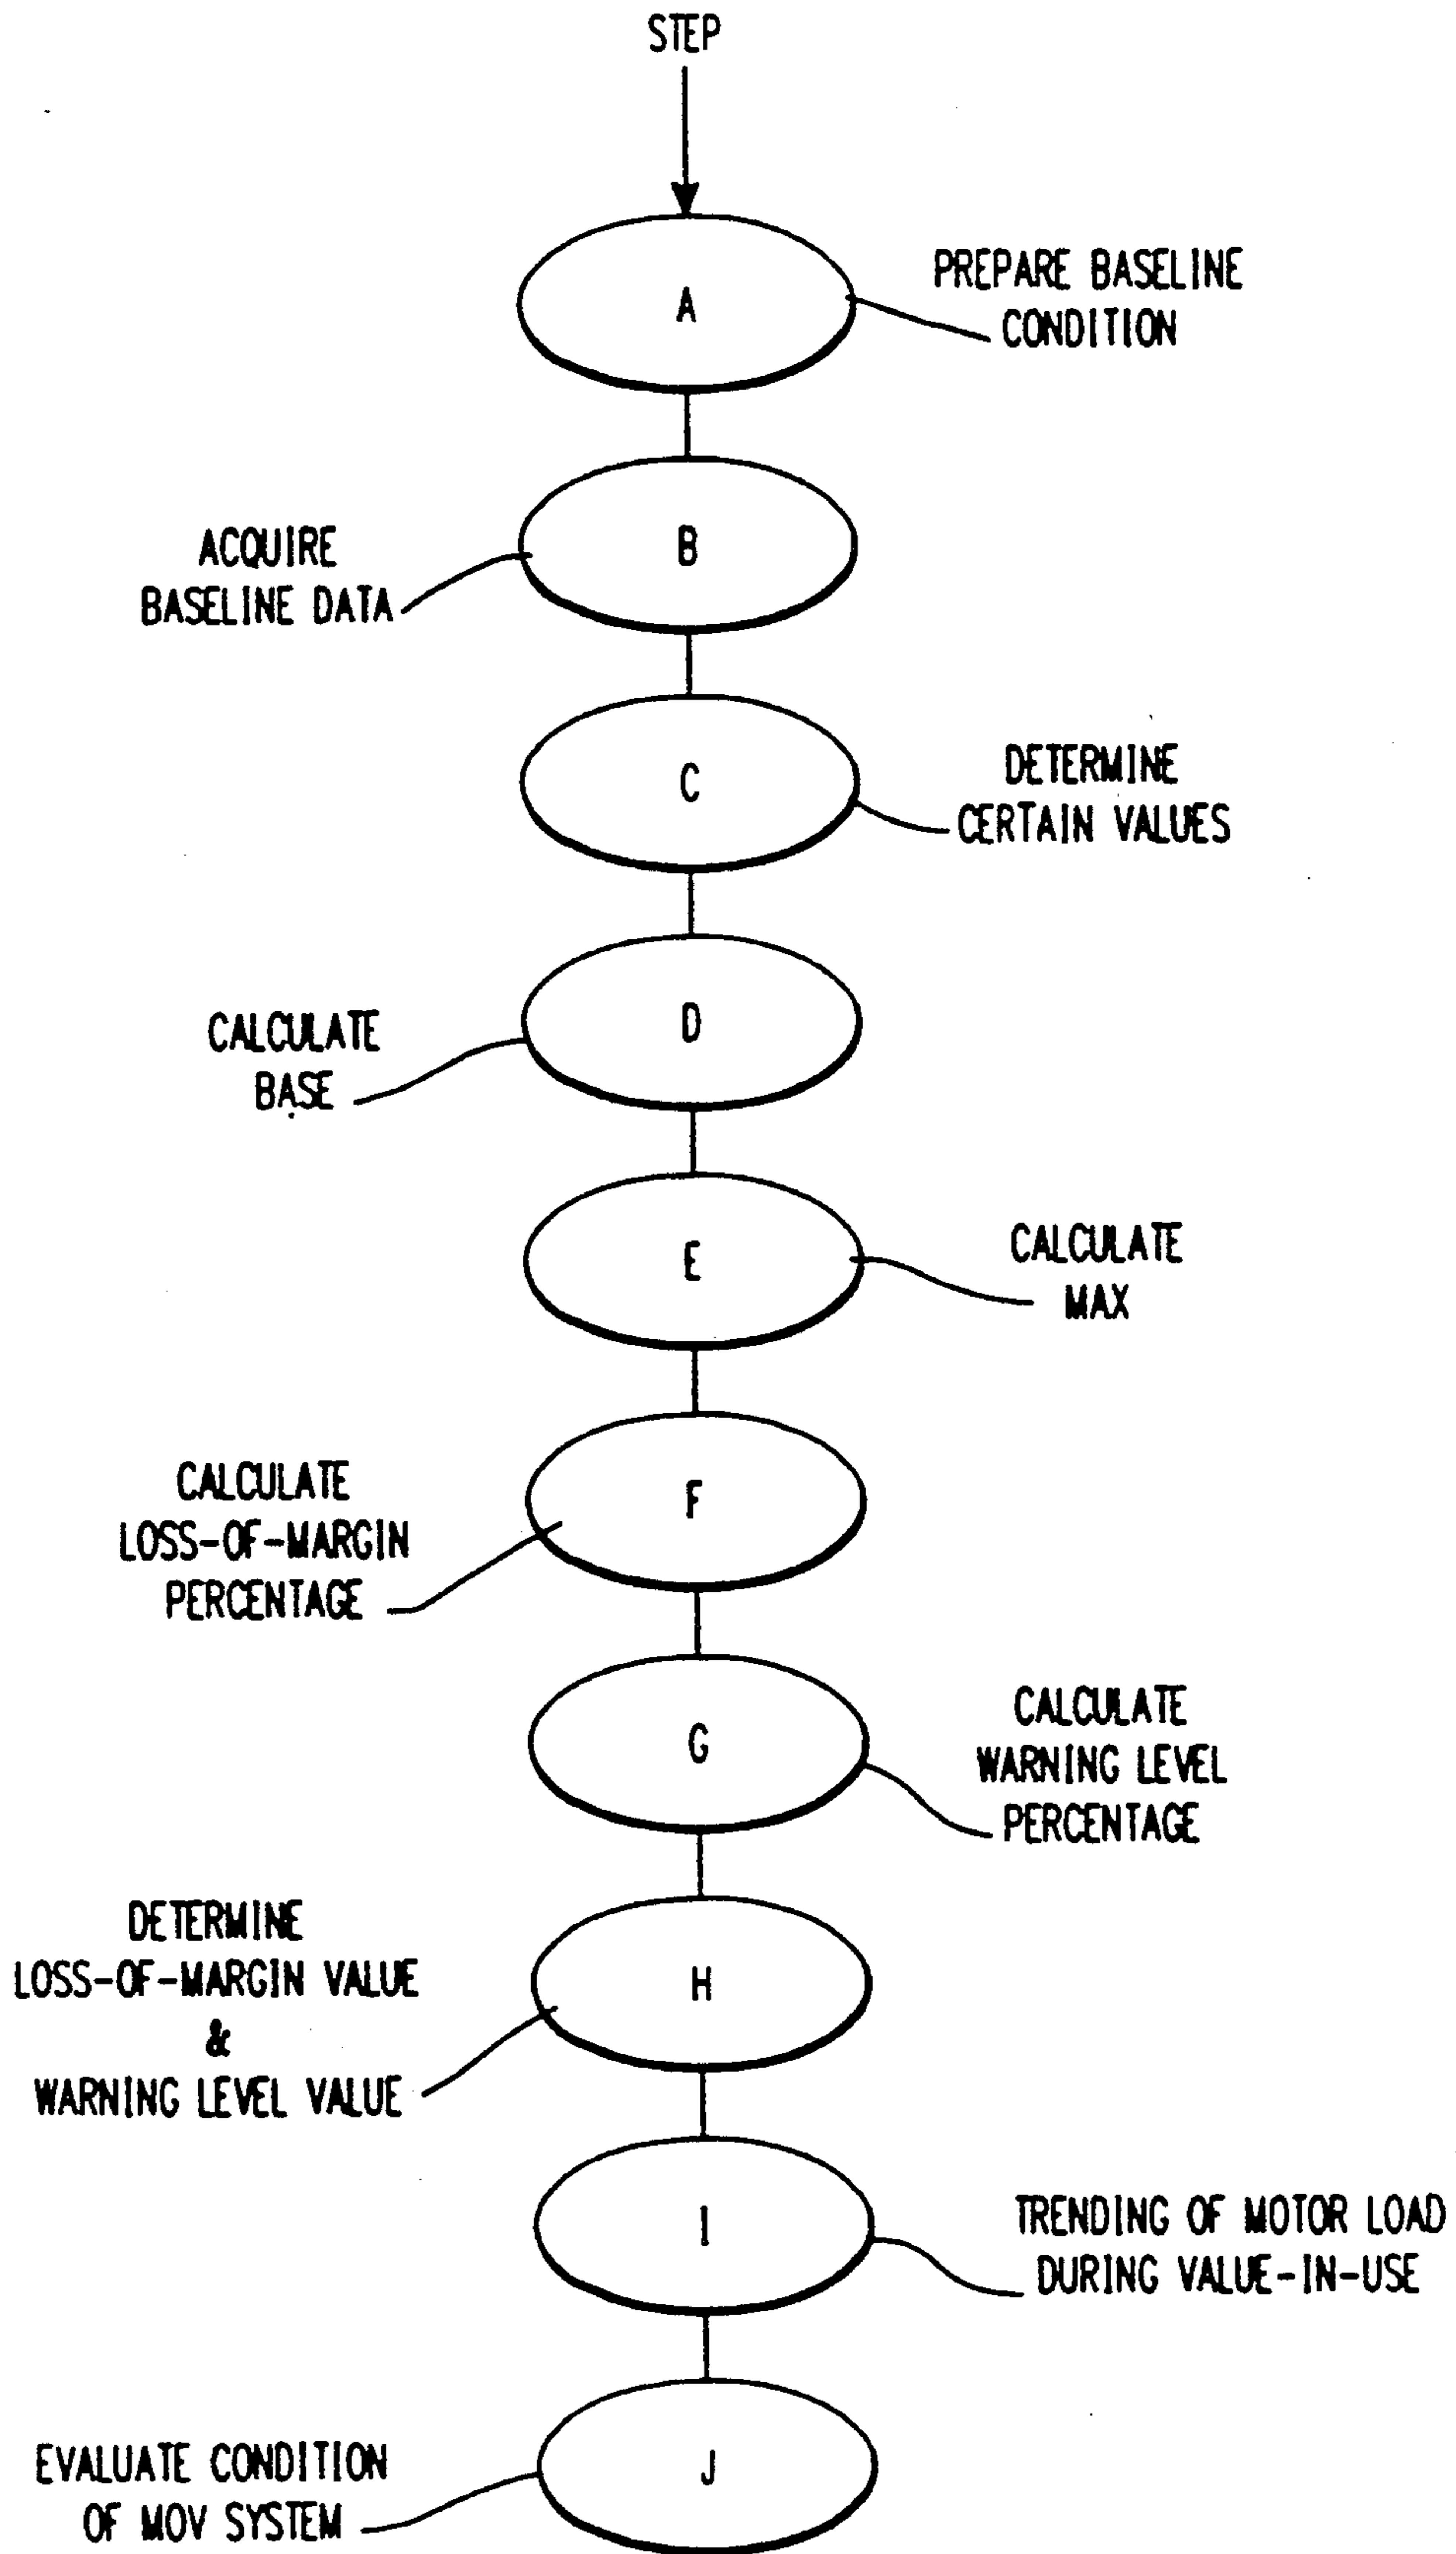 STEP
A
PREPARE BASELINE
CONDITION
B
ACQUIRE
BASELINE DATA
C
DETERMINE
CERTAIN VALUES
D
CALCULATE
BASE
E
CALCULATE
MAX
F
CALCULATE
LOSS-OF-MARGIN
PERCENTAGE
G
CALCULATE
WARNING LEVEL
PERCENTAGE
H
DETERMINE
LOSS-OF-MARGIN VALUE
&
WARNING LEVEL VALUE
I
TRENDING OF MOTOR LOAD
DURING VALUE-IN-USE
J
EVALUATE CONDITION
OF MOV SYSTEM